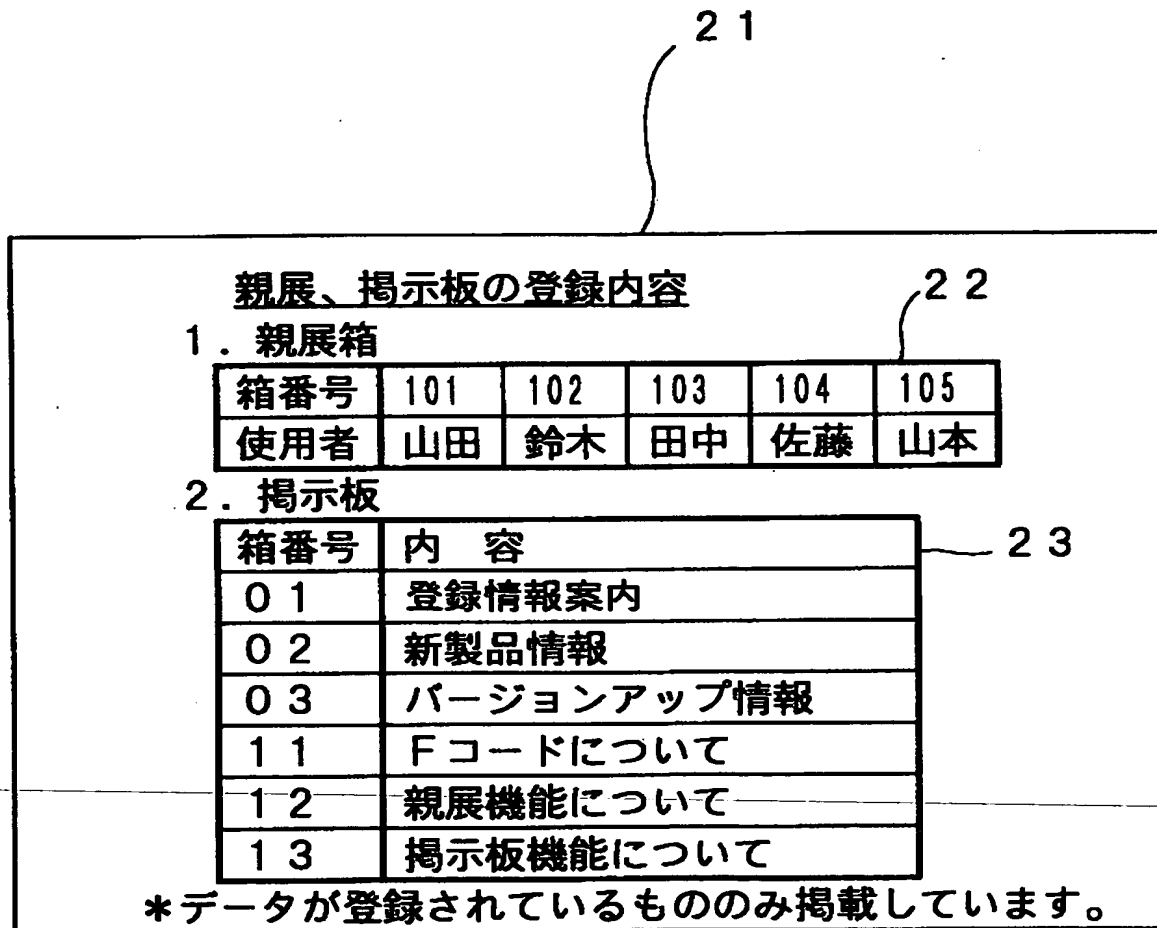 ２１
親展、掲示板の登録内容
２２
１．親展箱
箱番号 101 102 103 104 105
使用者 山田 鈴木 田中 佐藤 山本
２．掲示板
箱番号 内　容
２３
０１ 登録情報案内
０２ 新製品情報
０３ バージョンアップ情報
１１ Ｆコードについて
１２ 親展機能について
１３ 掲示板機能について
＊データが登録されているもののみ掲載しています。